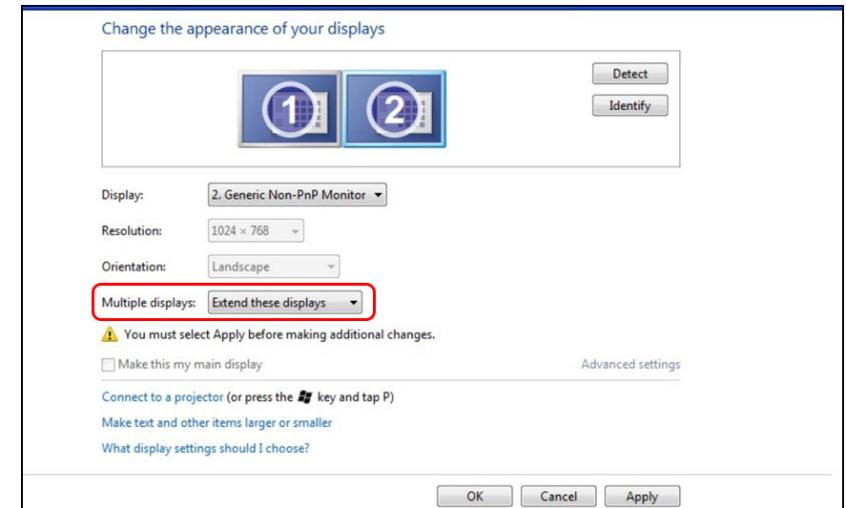 Change the appearance of your displays
1 2
Detect
Identify
Display: 2. Generic Non-PnP Monitor
Resolution: 1024 × 768
Orientation: Landscape
Multiple displays: Extend these displays
You must select Apply before making additional changes.
Make this my main display Advanced settings
Connect to a projector (or press the key and tap P)
Make text and other items larger or smaller
What display settings should I choose?
OK Cancel Apply